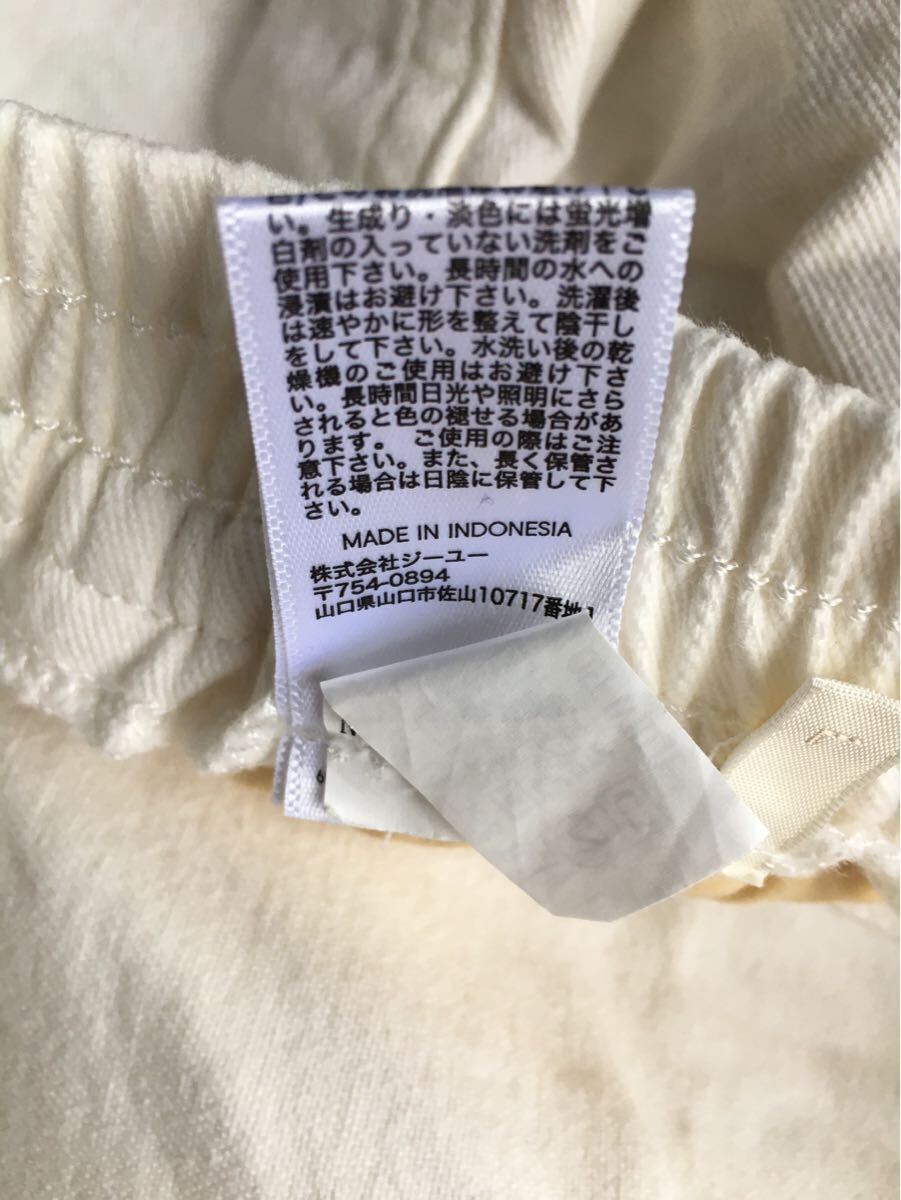 い。生成り・淡色には蛍光増
白剤の入っていない洗剤をご
使用下さい。長時間の水への
浸漬はお避け下さい。洗濯後
は速やかに形を整えて陰干し
をして下さい。水洗い後の乾
燥機のご使用はお避け下さ
い。長時間日光や照明にさら
されると色の褪せる場合があ
ります。ご使用の際はご注
意下さい。また、長く保管さ
れる場合は日陰に保管して下
さい。
MADE IN INDONESIA
株式会社ジーユー
〒754-0894
山口県山口市佐山10717番地1